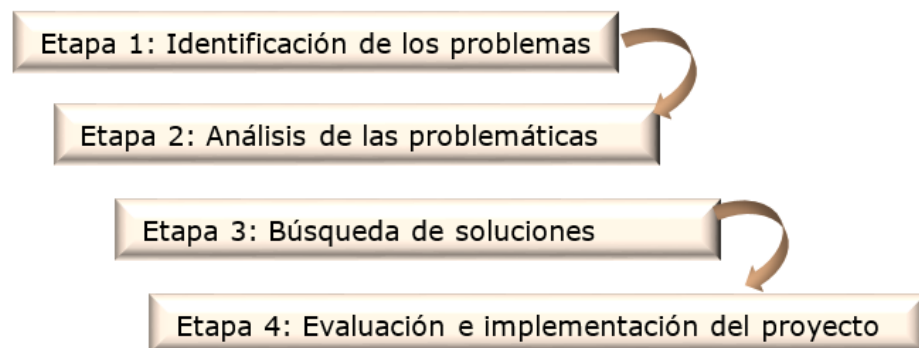 Etapa 1: Identificación de los problemas
Etapa 2: Análisis de las problemáticas
Etapa 3: Búsqueda de soluciones
Etapa 4: Evaluación e implementación del proyecto